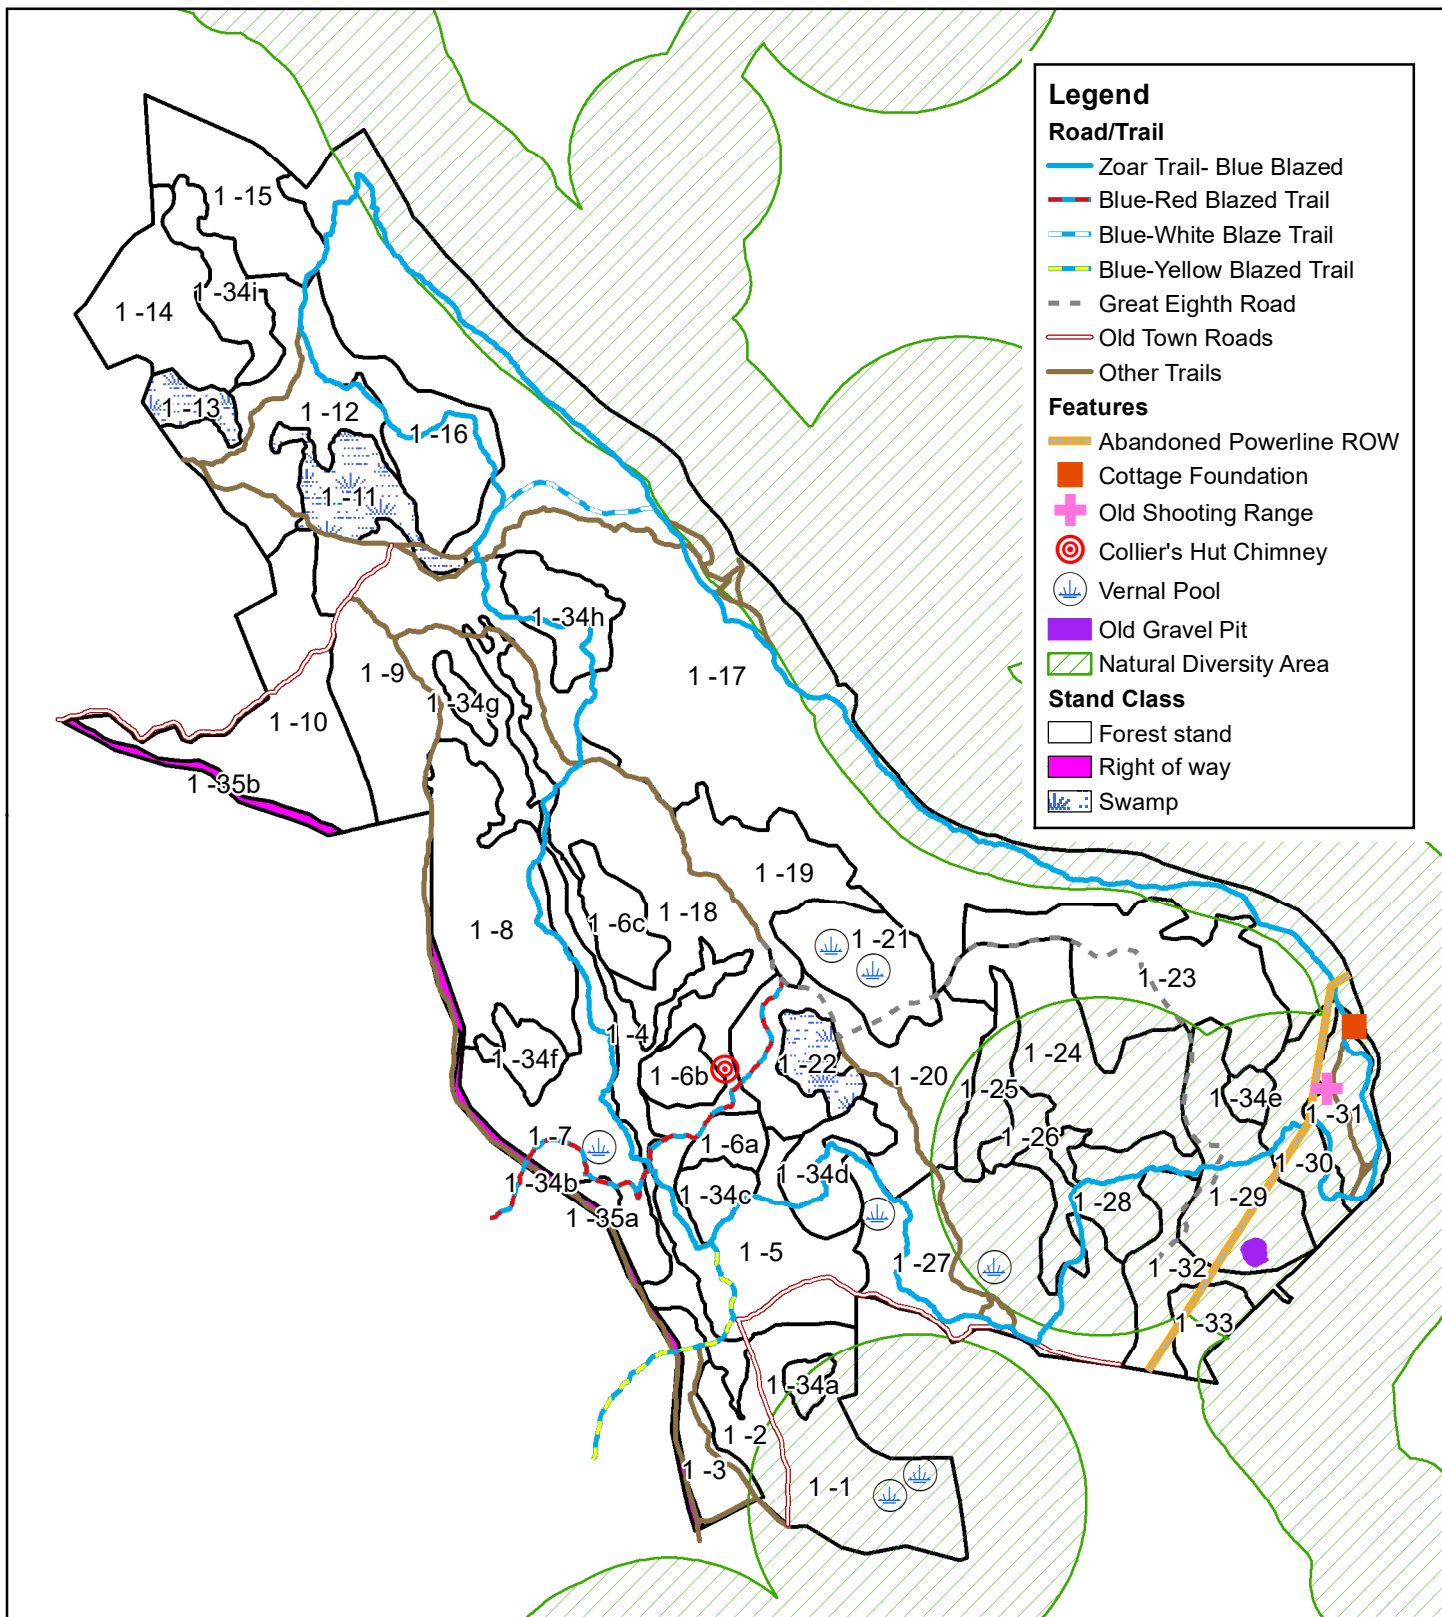 Legend
Road/Trail
Zoar Trail- Blue Blazed
Blue-Red Blazed Trail
Blue-White Blaze Trail
Blue-Yellow Blazed Trail
Great Eighth Road
Old Town Roads
Other Trails
Features
Abandoned Powerline ROW
Cottage Foundation
Old Shooting Range
Collier's Hut Chimney
Vernal Pool
Old Gravel Pit
Natural Diversity Area
Stand Class
Forest stand
Right of way
Swamp
1 -15
1 -34i
1 -14
1 -13
1 -12
1 -16
1 -11
1 -34h
1 -9
1 -17
1 -34g
1 -10
1 -35b
1 -19
1 -18
1 -6c
1 -8
1 -21
1 -23
1 -4
1 -34f
1 -24
1 -22
1 -6b
1 -20
1 -25
1 -34e
1 -31
1 -7
1 -26
1 -6a
1 -30
1 -34d
1 -34b
1 -34c
1 -29
1 -28
1 -35a
1 -5
1 -27
1 -32
1 -33
1 -34a
1 -2
1 -3
1 -1